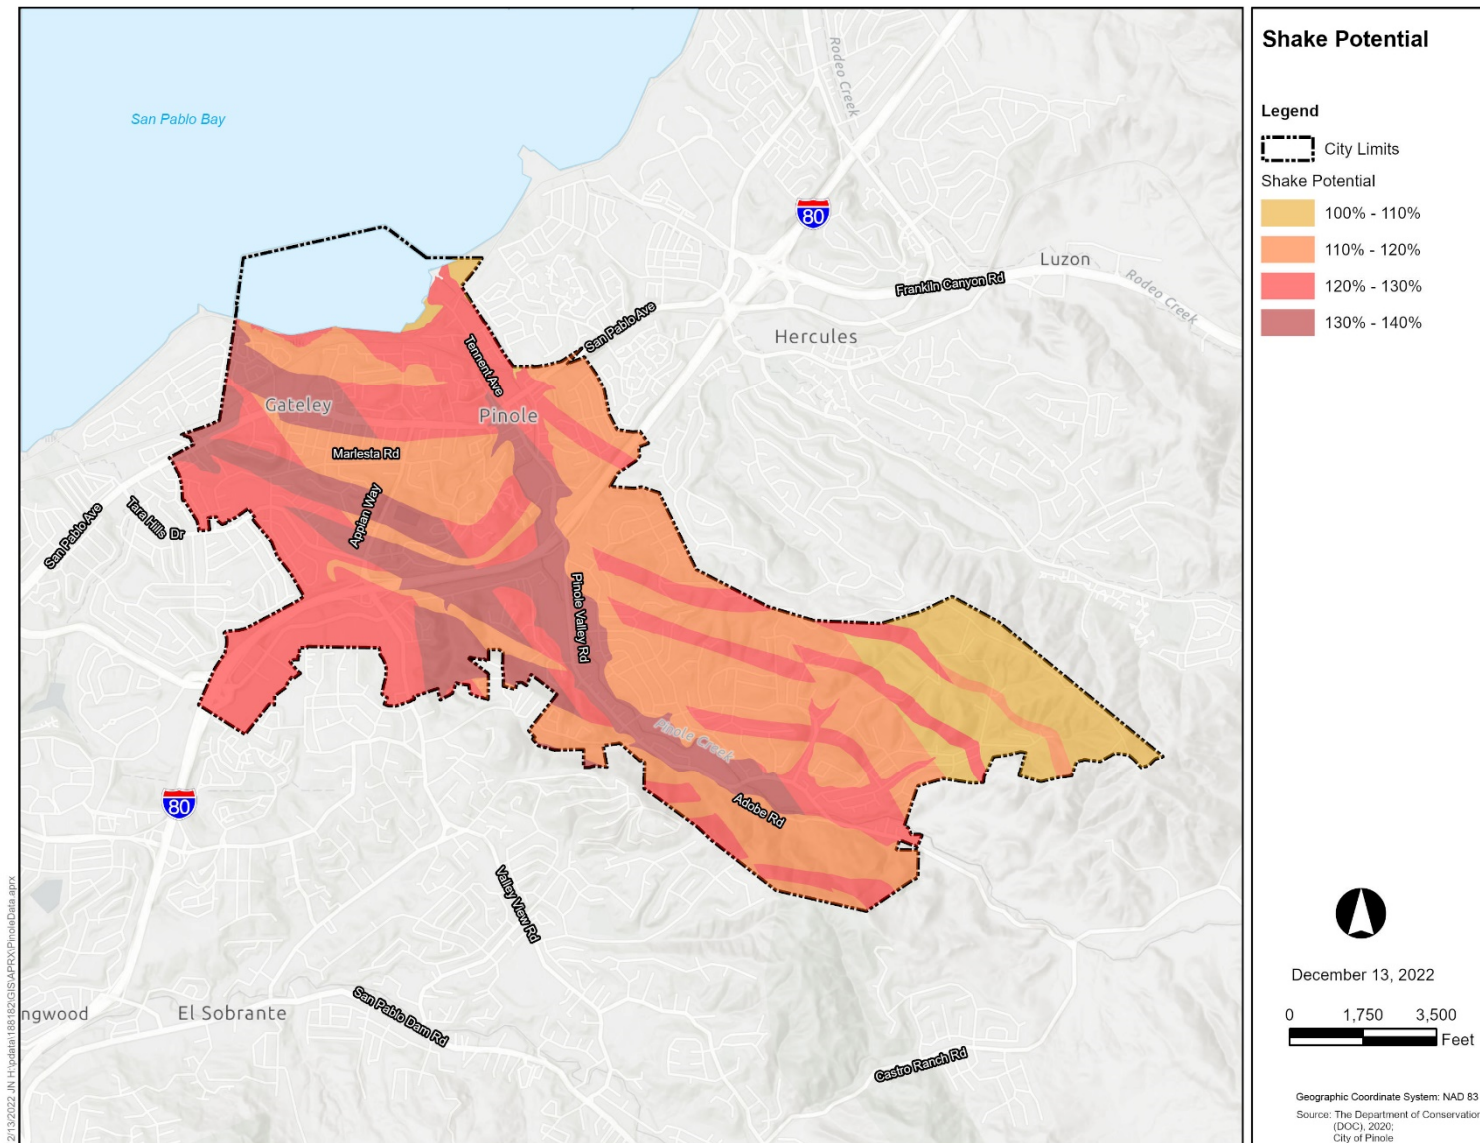 San Pablo Bay
Rodeo Creek
80
Luzon
Franklin Canyon Rd
Rodeo Creek
San Pablo Ave
Hercules
Tennent Ave
Gateley
Pinole
Marlesta Rd
Appian Way
San Pablo Ave
Tara Hills Dr
Pinole Valley Rd
Pinole Creek
Adobe Rd
80
Valley View Rd
ngwood
El Sobrante
San Pablo Dam Rd
Castro Ranch Rd
Shake Potential
Legend
City Limits
Shake Potential
100% - 110%
110% - 120%
120% - 130%
130% - 140%
December 13, 2022
0 1,750 3,500
Feet
Geographic Coordinate System: NAD 83
Source: The Department of Conservation
(DOC), 2020;
City of Pinole